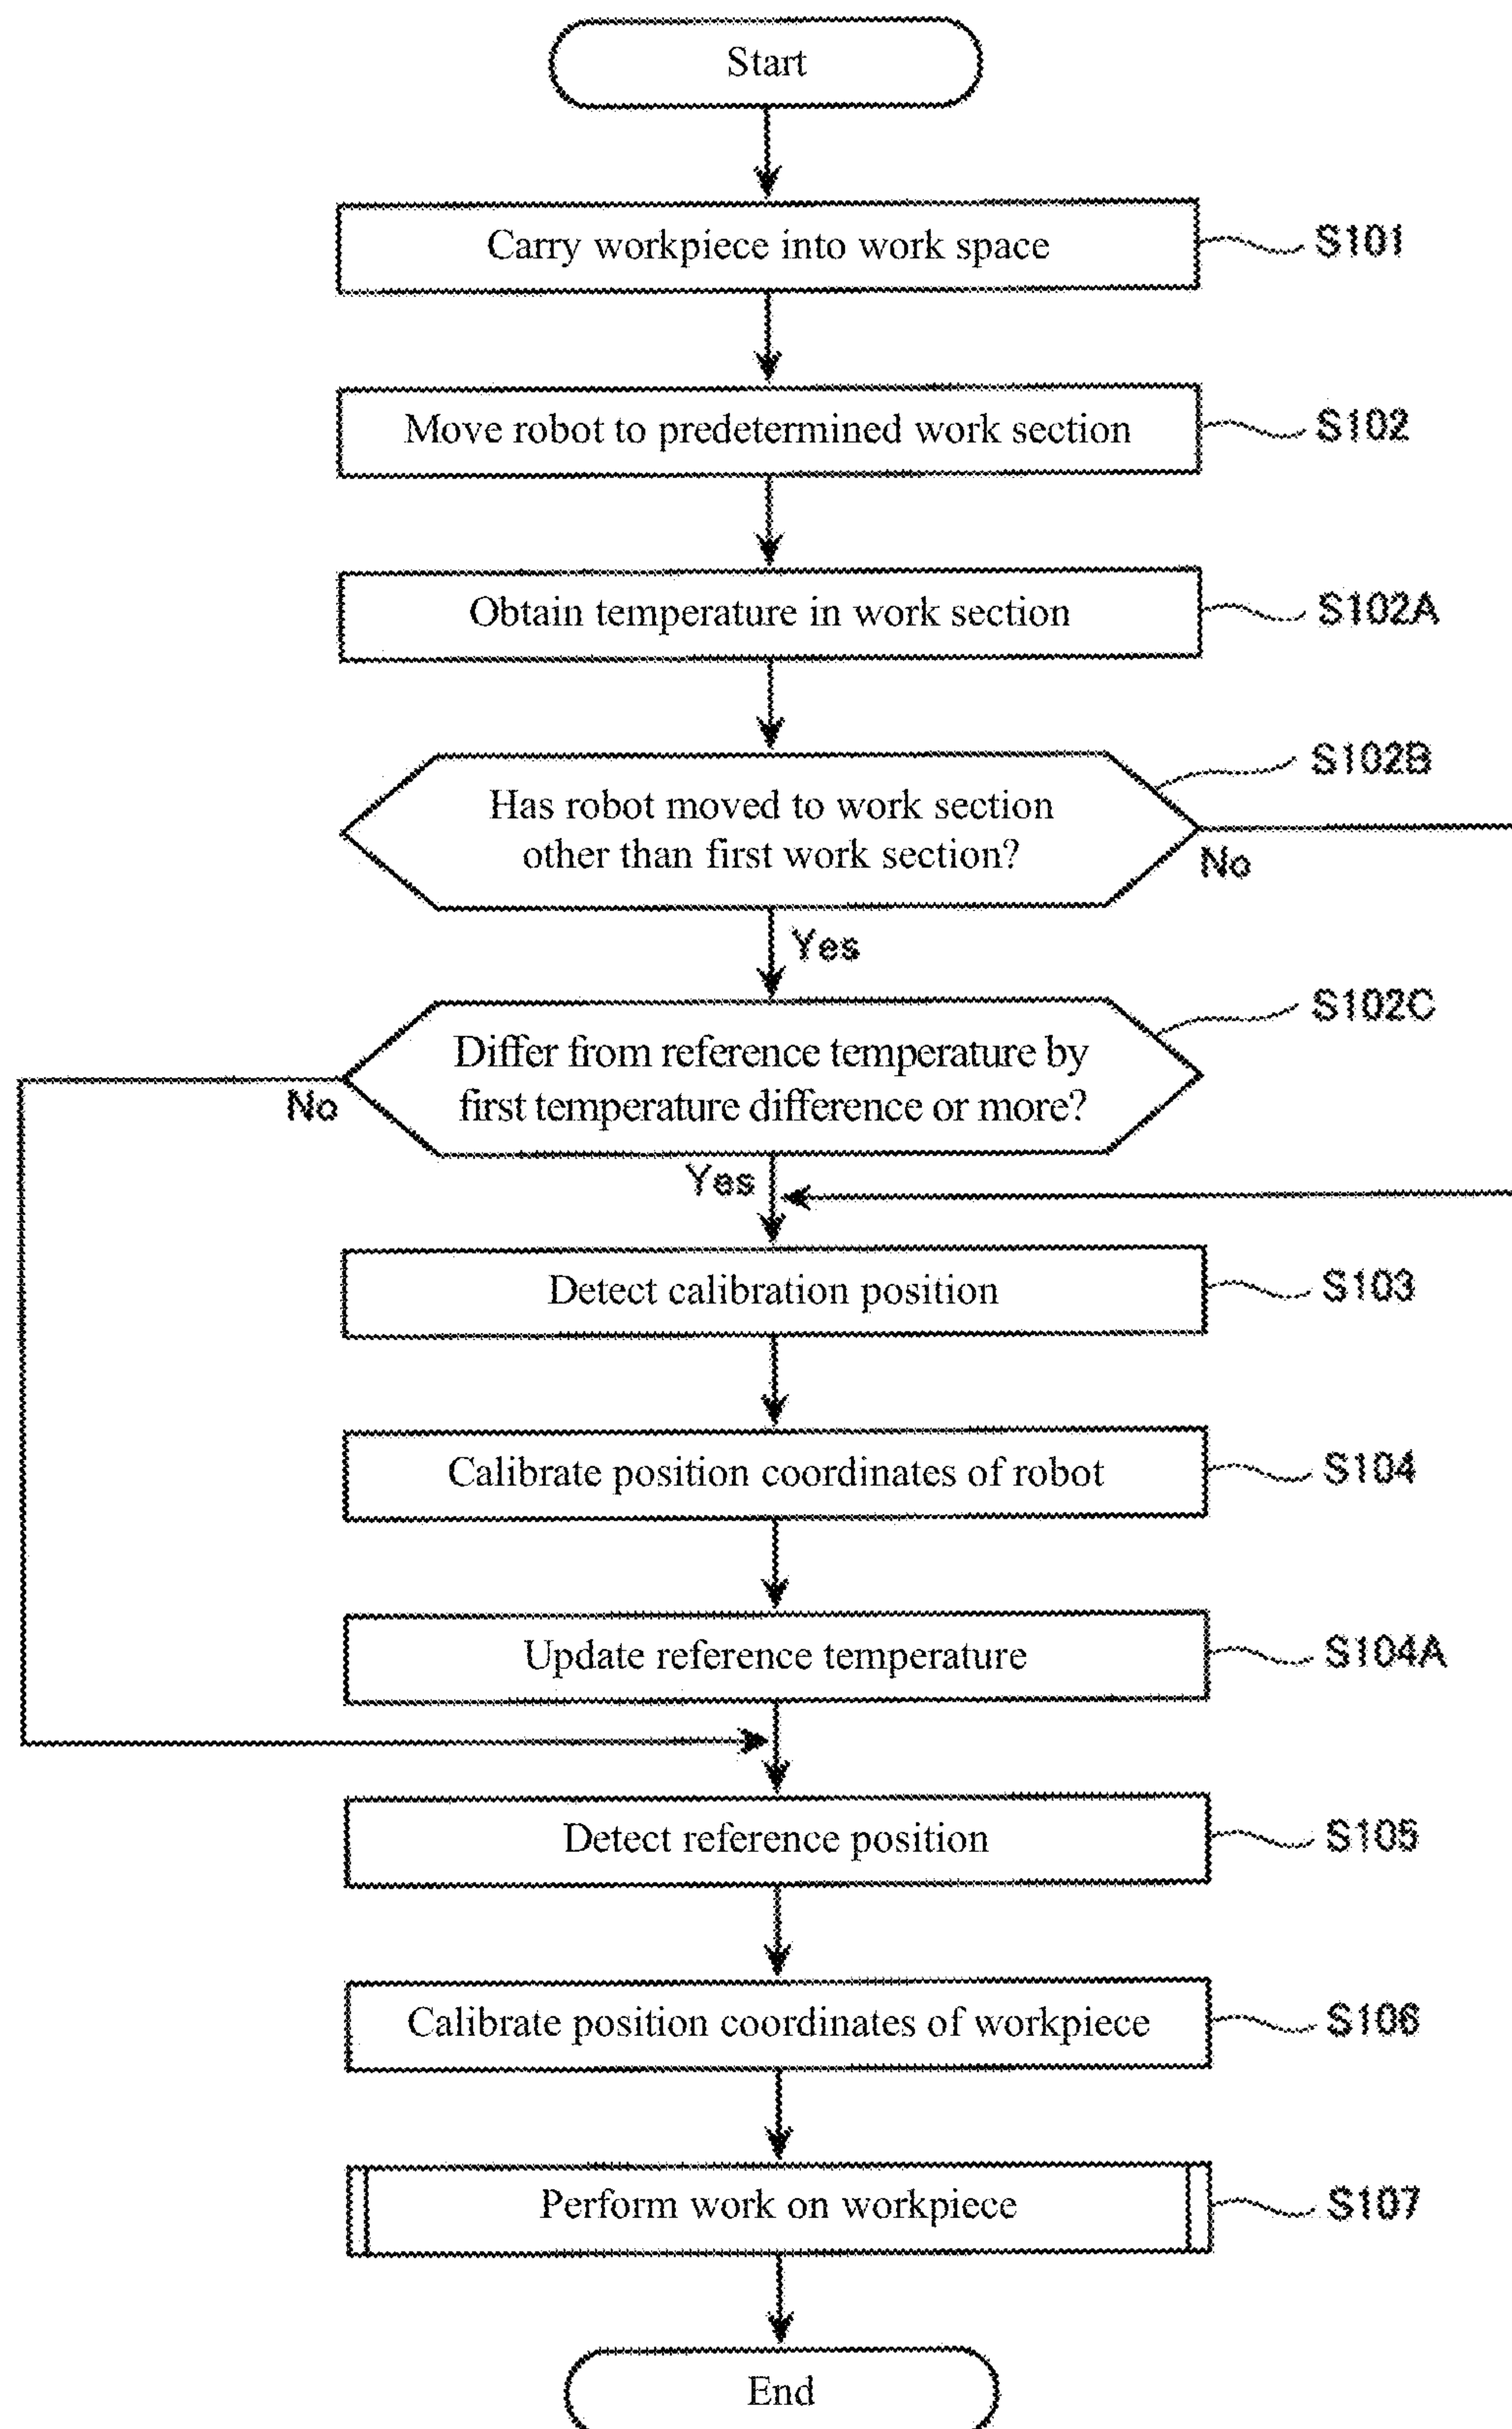 Start
Carry workpiece into work space
S101
Move robot to predetermined work section
S102
Obtain temperature in work section
S102A
S102B
Has robot moved to work section
other than first work section?
No
Yes
S102C
Differ from reference temperature by
first temperature difference or more?
No
Yes
Detect calibration position
S103
Calibrate position coordinates of robot
S104
Update reference temperature
S104A
Detect reference position
S105
Calibrate position coordinates of workpiece
S106
Perform work on workpiece
S107
End